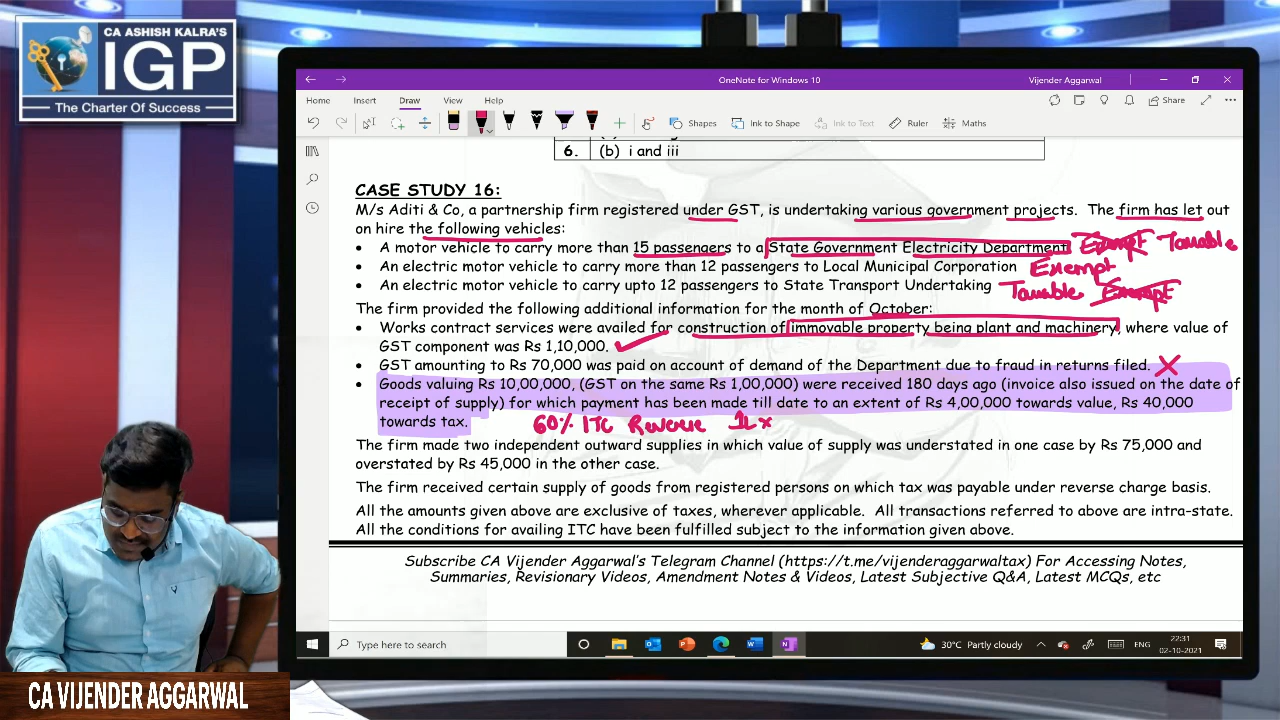 CA ASHISH KALRA'S
IGP
The Charter Of Success
OneNote for Windows 10
Vijender Aggarwal
Home Insert Draw View Help
Share
Shapes Ink to Shape Ink to Text Ruler Maths
6. (b) i and iii
CASE STUDY 16:
M/s Aditi & Co, a partnership firm registered under GST, is undertaking various government projects. The firm has let out
on hire the following vehicles:
• A motor vehicle to carry more than 15 passengers to a State Government Electricity Department Exempt Taxable
• An electric motor vehicle to carry more than 12 passengers to Local Municipal Corporation Exempt
• An electric motor vehicle to carry upto 12 passengers to State Transport Undertaking Taxable Exempt
The firm provided the following additional information for the month of October:
• Works contract services were availed for construction of immovable property being plant and machinery, where value of
GST component was Rs 1,10,000.
• GST amounting to Rs 70,000 was paid on account of demand of the Department due to fraud in returns filed.
• Goods valuing Rs 10,00,000, (GST on the same Rs 1,00,000) were received 180 days ago (invoice also issued on the date of
receipt of supply) for which payment has been made till date to an extent of Rs 4,00,000 towards value, Rs 40,000
towards tax.
60% ITC Reverse 1L x
The firm made two independent outward supplies in which value of supply was understated in one case by Rs 75,000 and
overstated by Rs 45,000 in the other case.
The firm received certain supply of goods from registered persons on which tax was payable under reverse charge basis.
All the amounts given above are exclusive of taxes, wherever applicable. All transactions referred to above are intra-state.
All the conditions for availing ITC have been fulfilled subject to the information given above.
Subscribe CA Vijender Aggarwal's Telegram Channel (https://t.me/vijenderaggarwaltax) For Accessing Notes,
Summaries, Revisionary Videos, Amendment Notes & Videos, Latest Subjective Q&A, Latest MCQs, etc
Type here to search
30°C Partly cloudy
ENG
22:31
02-10-2021
CA VIJENDER AGGARWAL